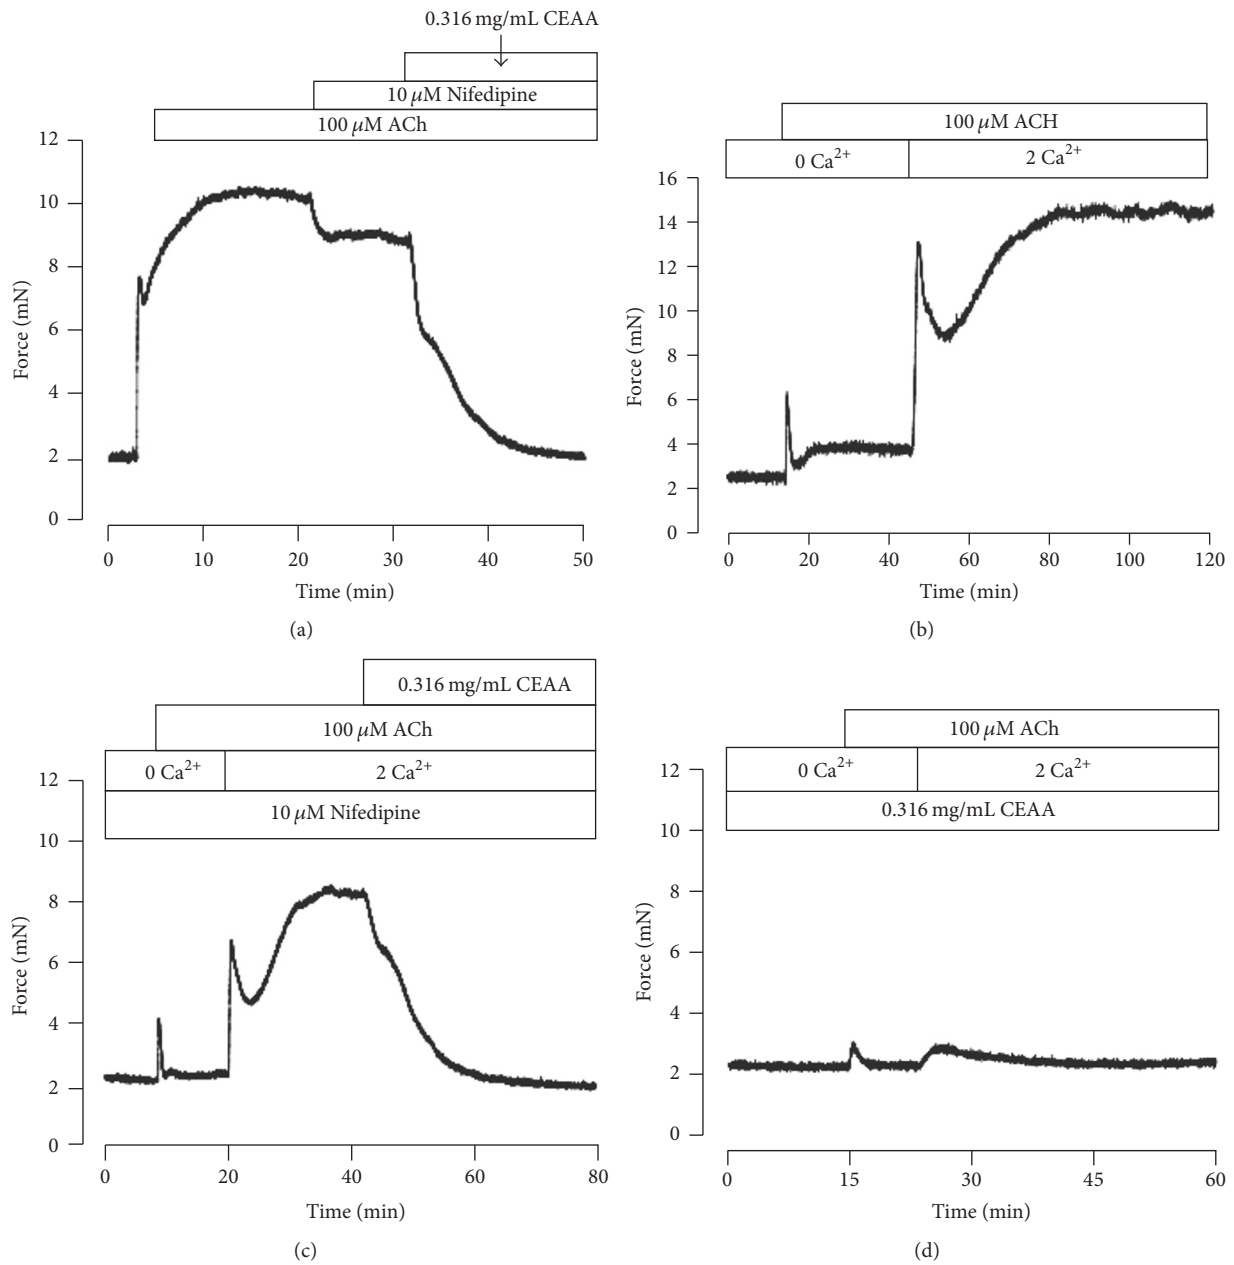 0.316 mg/mL CEAA
10 μM Nifedipine
100 μM ACh
12
10
8
6
4
2
0
Force (mN)
0 10 20 30 40 50
Time (min)
(a)
100 μM ACH
0 Ca2+ 2 Ca2+
16
14
12
10
8
6
4
2
0
Force (mN)
0 20 40 60 80 100 120
Time (min)
(b)
0.316 mg/mL CEAA
100 μM ACh
0 Ca2+ 2 Ca2+
10 μM Nifedipine
12
10
8
6
4
2
0
Force (mN)
0 20 40 60 80
Time (min)
(c)
100 μM ACh
0 Ca2+ 2 Ca2+
0.316 mg/mL CEAA
12
10
8
6
4
2
0
Force (mN)
0 15 30 45 60
Time (min)
(d)